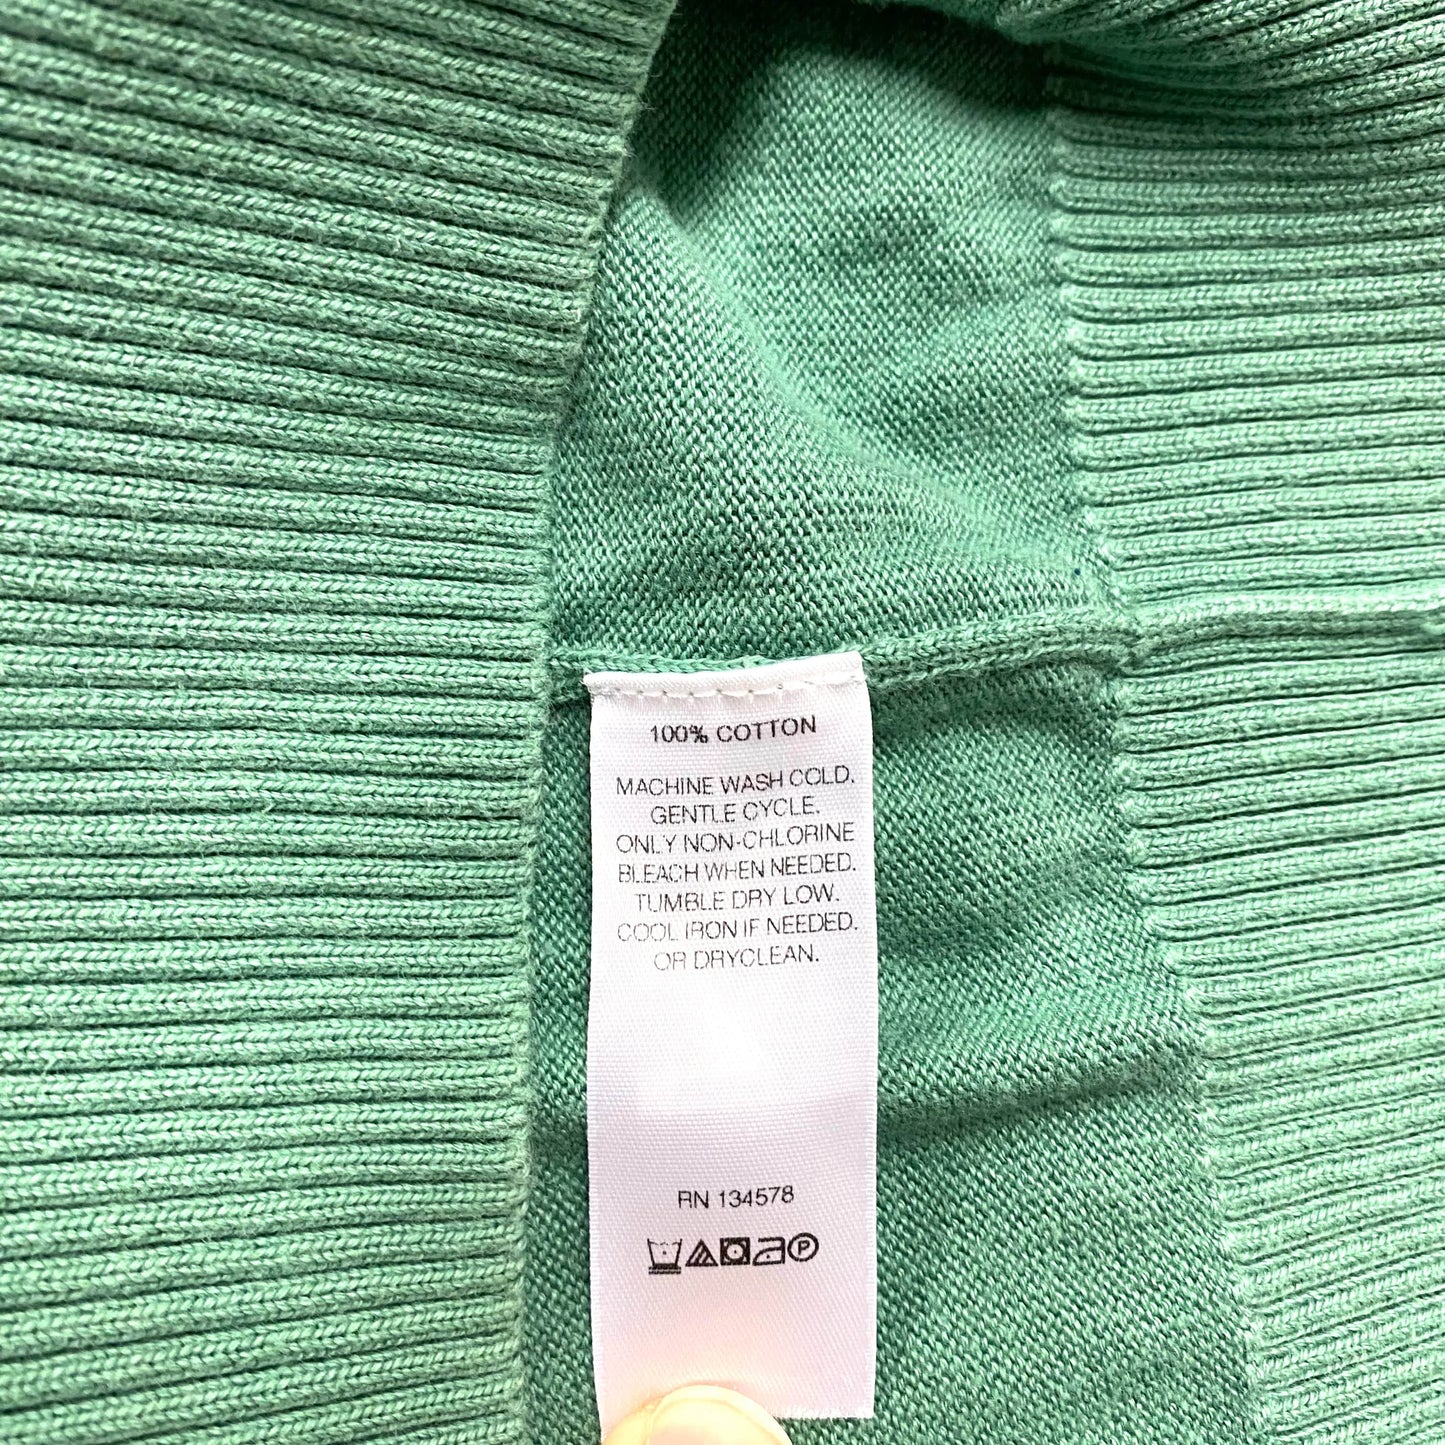 100% COTTON
MACHINE WASH COLD.
GENTLE CYCLE.
ONLY NON-CHLORINE
BLEACH WHEN NEEDED.
TUMBLE DRY LOW.
COOL IRON IF NEEDED.
OR DRYCLEAN.
RN 134578
P